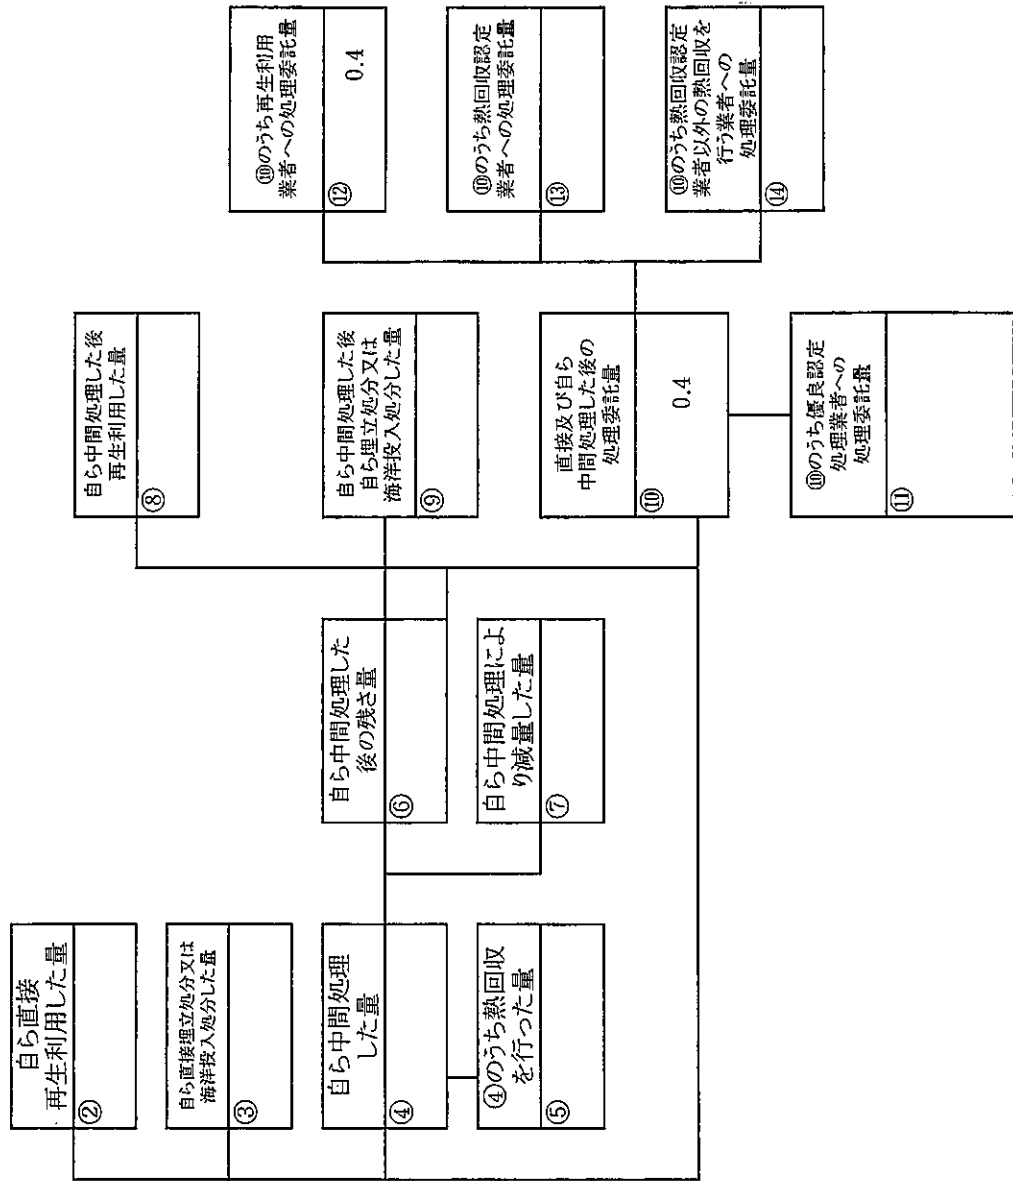 自ら直接
再生利用した量
②
自ら直接埋立処分又は
海洋投入処分した量
③
自ら中間処理
した量
④
④のうち熱回収
を行った量
⑤
自ら中間処理した
後の残さ量
⑥
自ら中間処理によ
り減量した量
⑦
自ら中間処理した後
再生利用した量
⑧
自ら中間処理した後
自ら埋立処分又は
海洋投入処分した量
⑨
直接及び自ら
中間処理した後の
処理委託量
⑩
0.4
⑩のうち優良認定
処理業者への
処理委託量
⑪
⑩のうち再生利用
業者への処理委託量
⑫
0.4
⑩のうち熱回収認定
業者への処理委託量
⑬
⑩のうち熱回収認定
業者以外の熱回収を
行う業者への
処理委託量
⑭